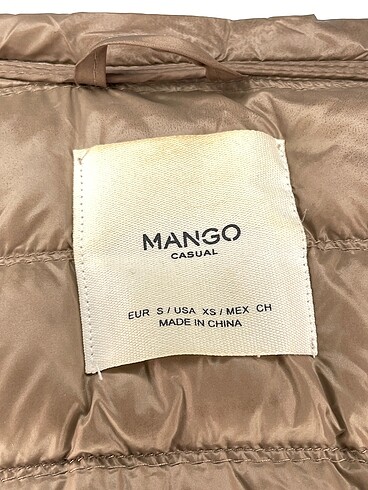 MANGO
CASUAL
EUR S / USA XS / MEX CH
MADE IN CHINA